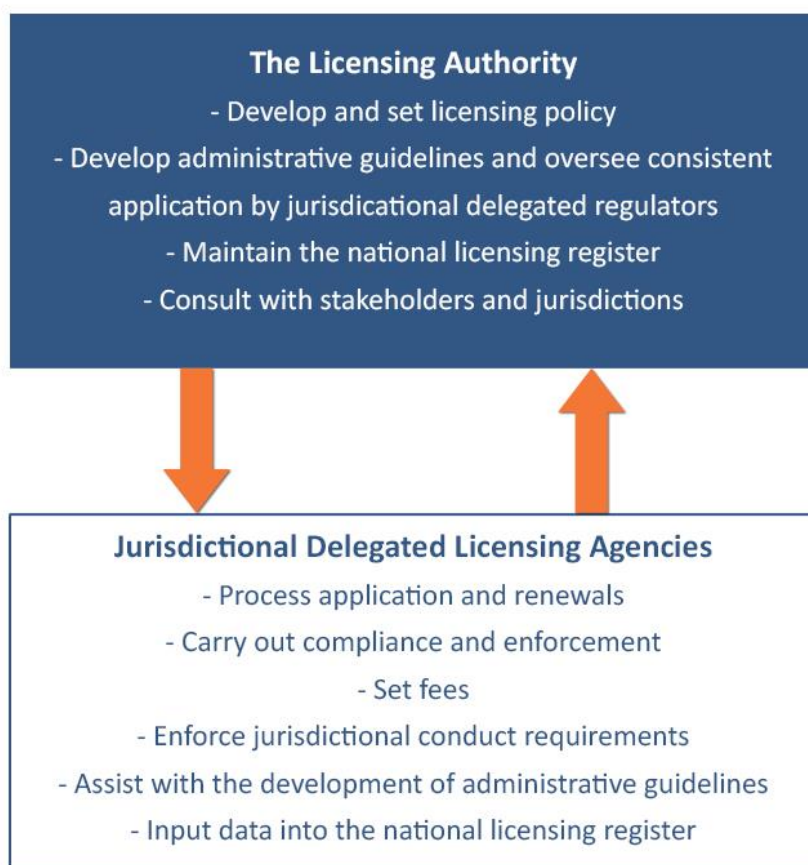 The Licensing Authority
- Develop and set licensing policy
- Develop administrative guidelines and oversee consistent
application by jurisdicational delegated regulators
- Maintain the national licensing register
- Consult with stakeholders and jurisdictions
Jurisdictional Delegated Licensing Agencies
- Process application and renewals
- Carry out compliance and enforcement
- Set fees
- Enforce jurisdictional conduct requirements
- Assist with the development of administrative guidelines
- Input data into the national licensing register